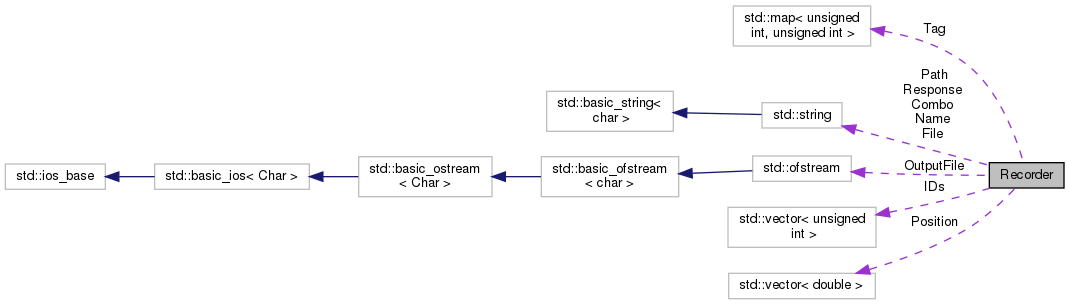 std::map< unsigned
int, unsigned int >
Tag
Path
Response
Combo
Name
File
std::basic_string<
char >
std::string
std::ios_base
std::basic_ios< Char >
std::basic_ostream
< Char >
std::basic_ofstream
< char >
std::ofstream
OutputFile
Recorder
IDs
std::vector< unsigned
int >
Position
std::vector< double >